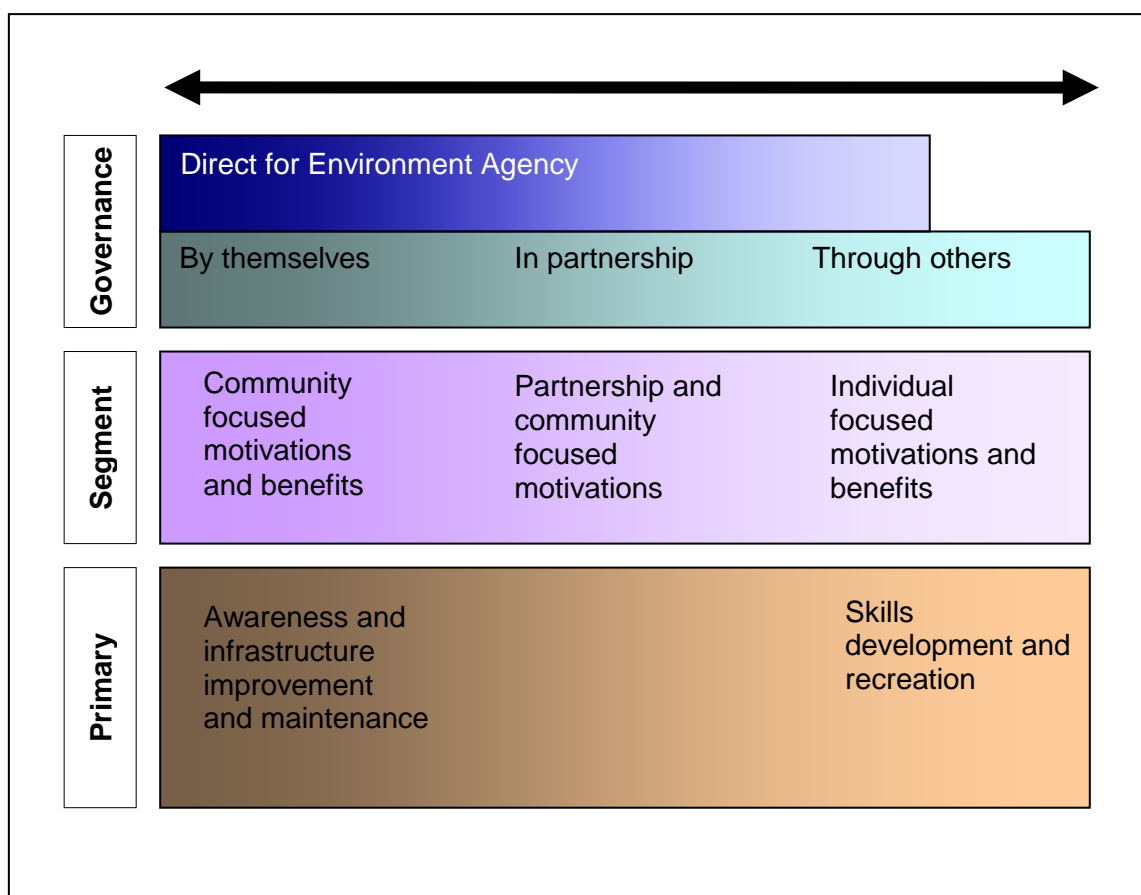 Governance
Direct for Environment Agency
By themselves
In partnership
Through others
Segment
Community
focused
motivations
and benefits
Partnership and
community
focused
motivations
Individual
focused
motivations and
benefits
Primary
Awareness and
infrastructure
improvement
and maintenance
Skills
development and
recreation